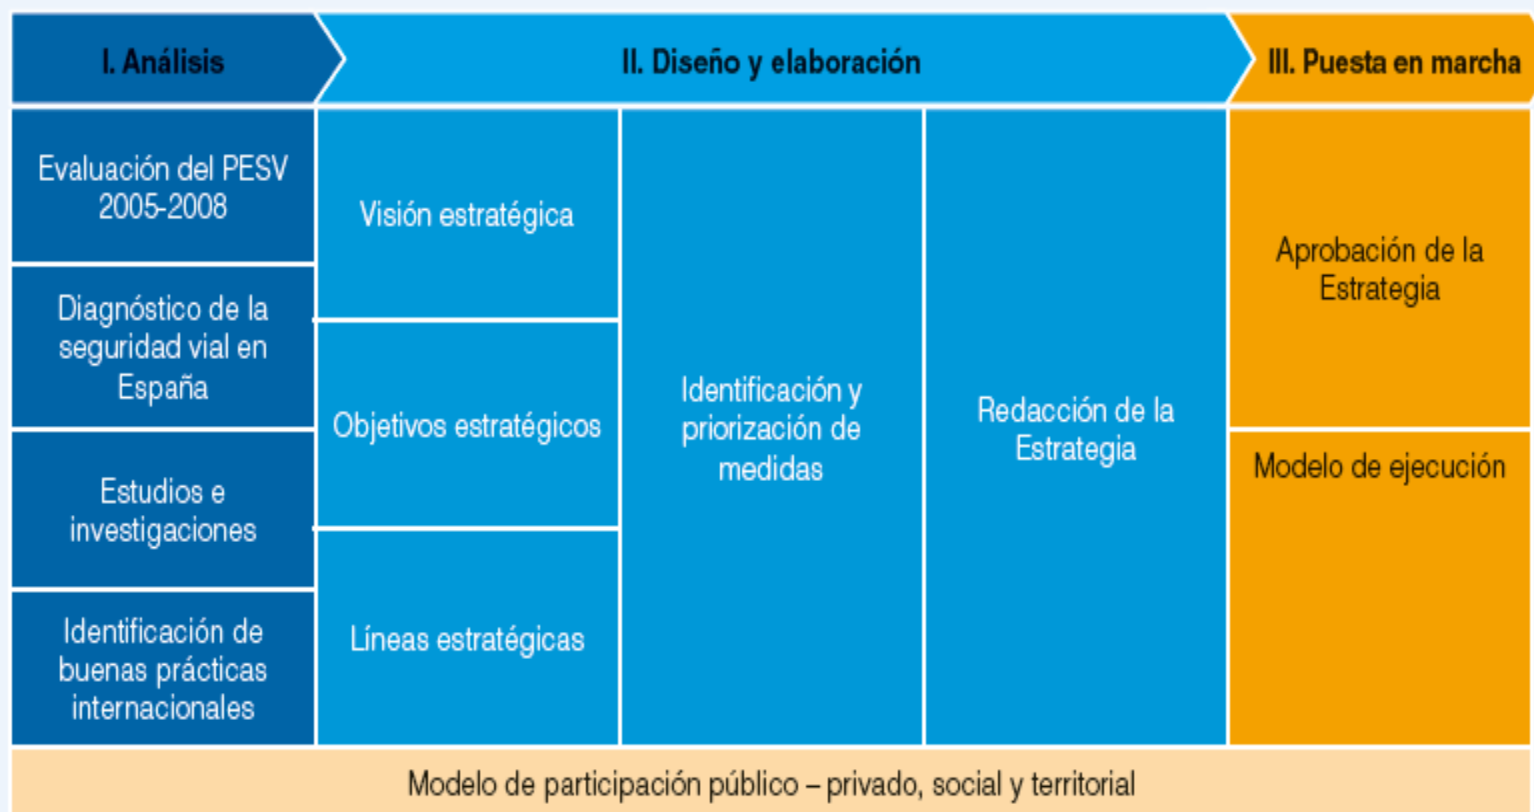 I. Análisis
II. Diseño y elaboración
III. Puesta en marcha
Evaluación del PESV
2005-2008
Diagnóstico de la
seguridad vial en
España
Estudios e
investigaciones
Identificación de
buenas prácticas
internacionales
Visión estratégica
Objetivos estratégicos
Líneas estratégicas
Identificación y
priorización de
medidas
Redacción de la
Estrategia
Aprobación de la
Estrategia
Modelo de ejecución
Modelo de participación público – privado, social y territorial